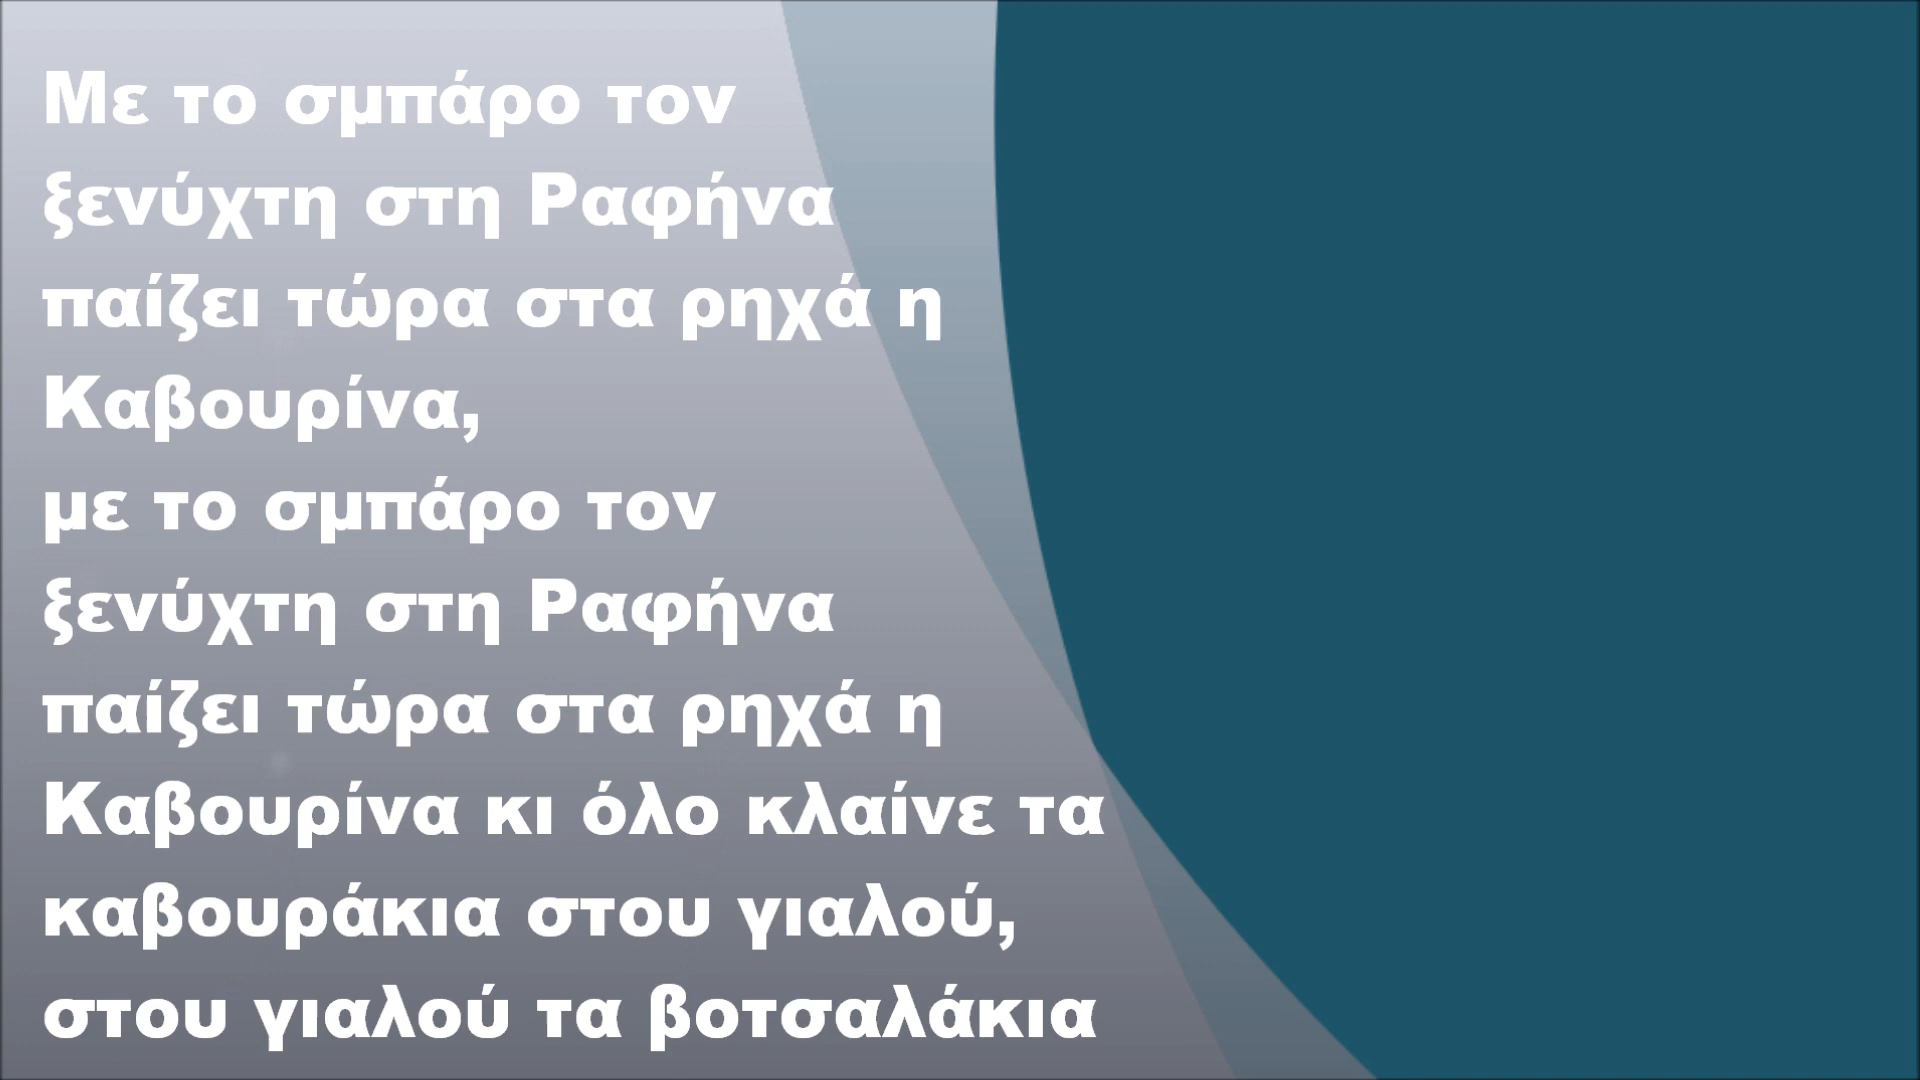 Με το σμπάρο τον
ξενύχτη στη Ραφήνα
παίζει τώρα στα ρηχά η
Καβουρίνα,
με το σμπάρο τον
ξενύχτη στη Ραφήνα
παίζει τώρα στα ρηχά η
Καβουρίνα κι όλο κλαίνε τα
καβουράκια στου γιαλού,
στου γιαλού τα βοτσαλάκια